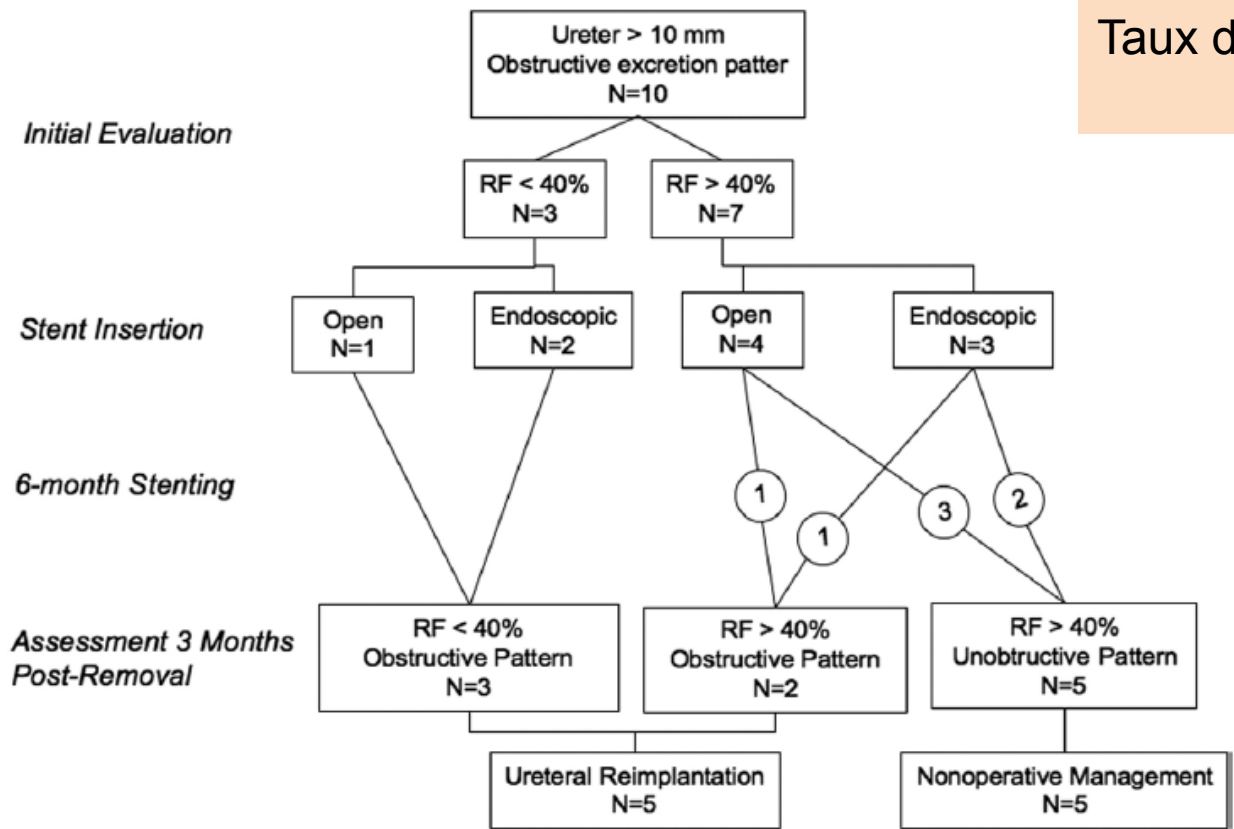 Taux d
Ureter > 10 mm
Obstructive excretion patter
N=10
Initial Evaluation
RF < 40%
N=3
RF > 40%
N=7
Stent Insertion
Open
N=1
Endoscopic
N=2
Open
N=4
Endoscopic
N=3
6-month Stenting
1
1
3
2
Assessment 3 Months
Post-Removal
RF < 40%
Obstructive Pattern
N=3
RF > 40%
Obstructive Pattern
N=2
RF > 40%
Unobtructive Pattern
N=5
Ureteral Reimplantation
N=5
Nonoperative Management
N=5